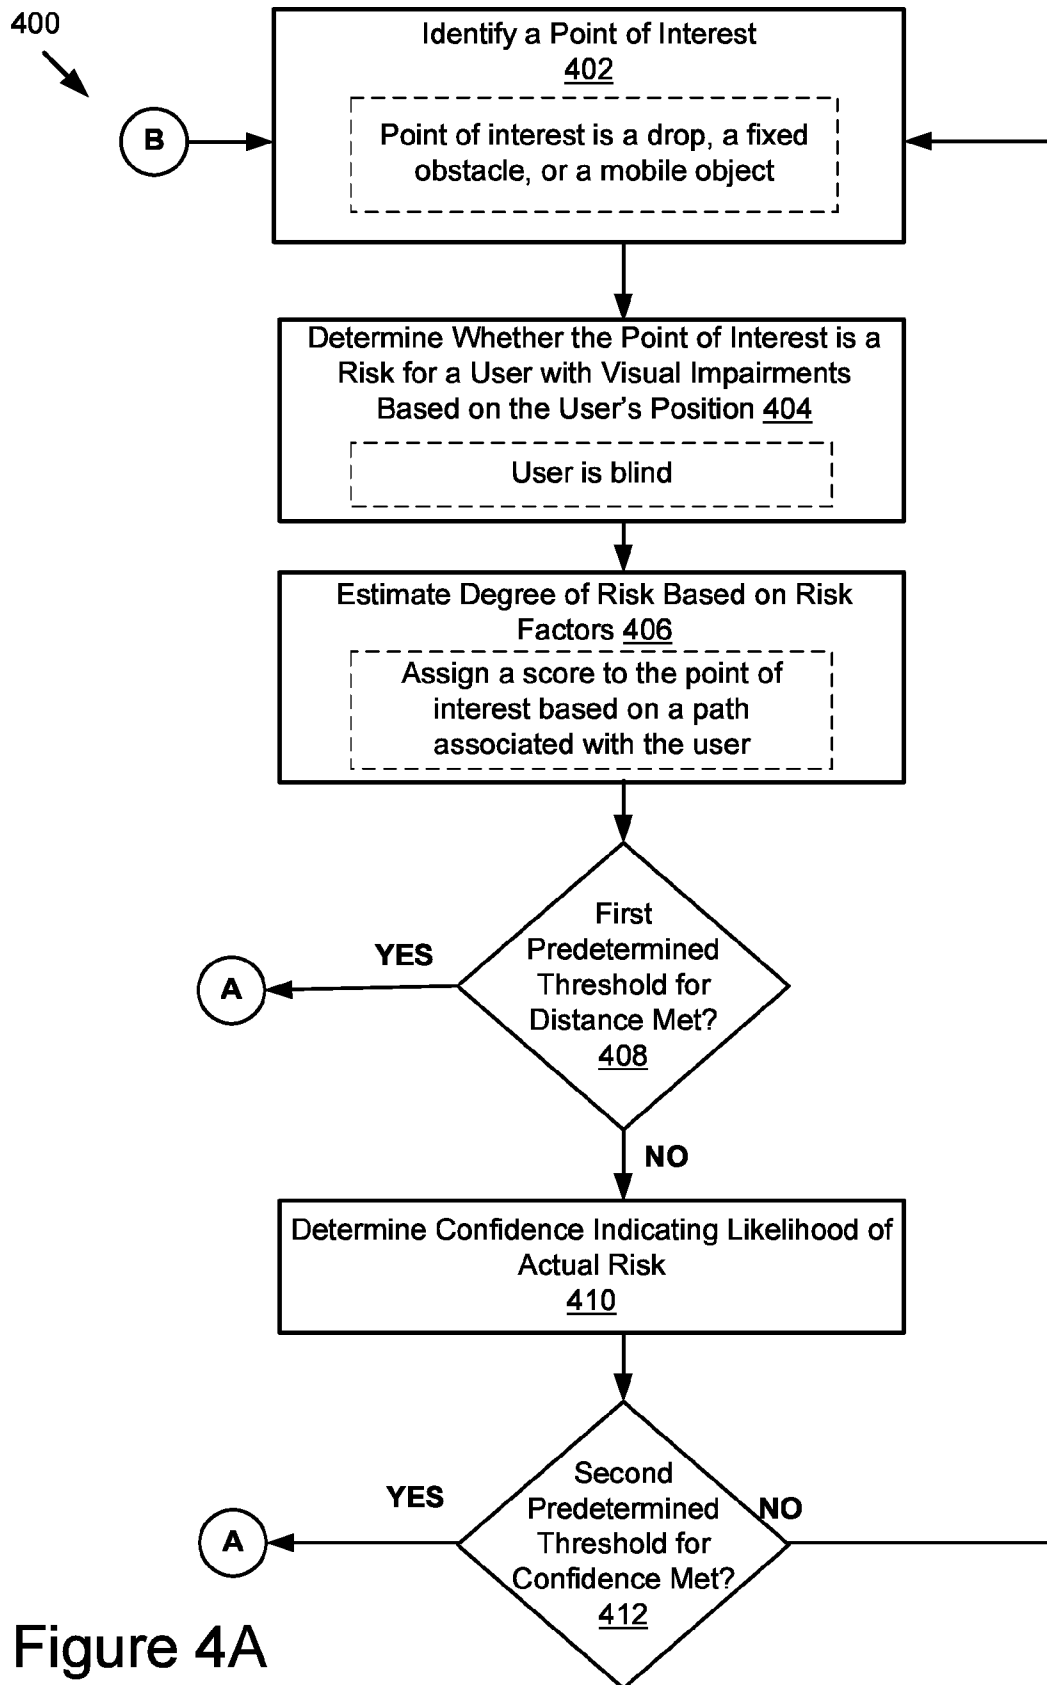 400
Identify a Point of Interest
402
B
Point of interest is a drop, a fixed
obstacle, or a mobile object
Determine Whether the Point of Interest is a
Risk for a User with Visual Impairments
Based on the User's Position 404
User is blind
Estimate Degree of Risk Based on Risk
Factors 406
Assign a score to the point of
interest based on a path
associated with the user
First
Predetermined
Threshold for
Distance Met?
408
YES
A
NO
Determine Confidence Indicating Likelihood of
Actual Risk
410
Second
Predetermined
Threshold for
Confidence Met?
412
YES
NO
A
Figure 4A